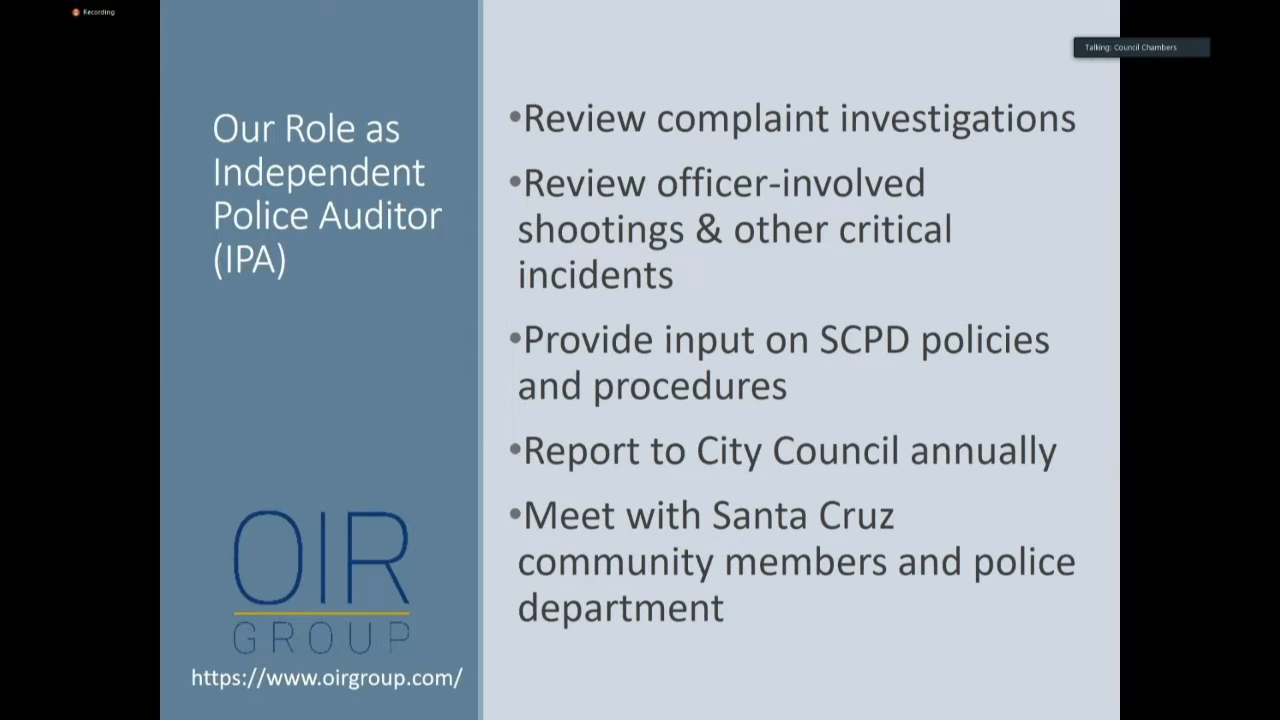 Recording
Talking: Council Chambers
Our Role as
Independent
Police Auditor
(IPA)
•Review complaint investigations
•Review officer-involved
shootings & other critical
incidents
•Provide input on SCPD policies
and procedures
•Report to City Council annually
•Meet with Santa Cruz
community members and police
department
OIR
GROUP
https://www.oirgroup.com/